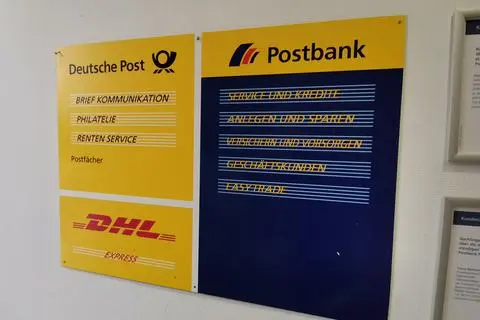 Deutsche Post
BRIEF KOMMUNIKATION
PHILATELIE
RENTEN SERVICE
Postfächer
DHL
EXPRESS
Postbank
SERVICE UND KREDITE
ANLEGEN UND SPAREN
VERSICHERN UND VORSORGEN
GESCHÄFTSKUNDEN
EASYTRADE